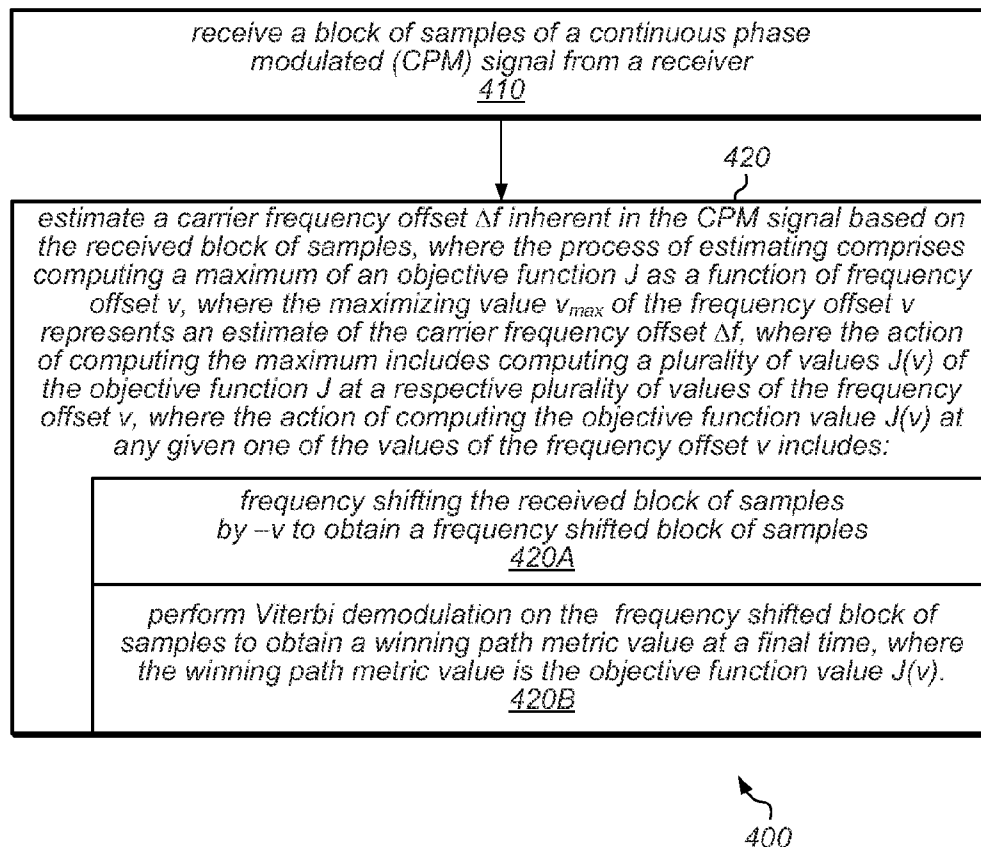 receive a block of samples of a continuous phase
modulated (CPM) signal from a receiver
410
420
estimate a carrier frequency offset Δf inherent in the CPM signal based on
the received block of samples, where the process of estimating comprises
computing a maximum of an objective function J as a function of frequency
offset v, where the maximizing value vmax of the frequency offset v
represents an estimate of the carrier frequency offset Δf, where the action
of computing the maximum includes computing a plurality of values J(v) of
the objective function J at a respective plurality of values of the frequency
offset v, where the action of computing the objective function value J(v) at
any given one of the values of the frequency offset v includes:
frequency shifting the received block of samples
by –v to obtain a frequency shifted block of samples
420A
perform Viterbi demodulation on the frequency shifted block of
samples to obtain a winning path metric value at a final time, where
the winning path metric value is the objective function value J(v).
420B
400